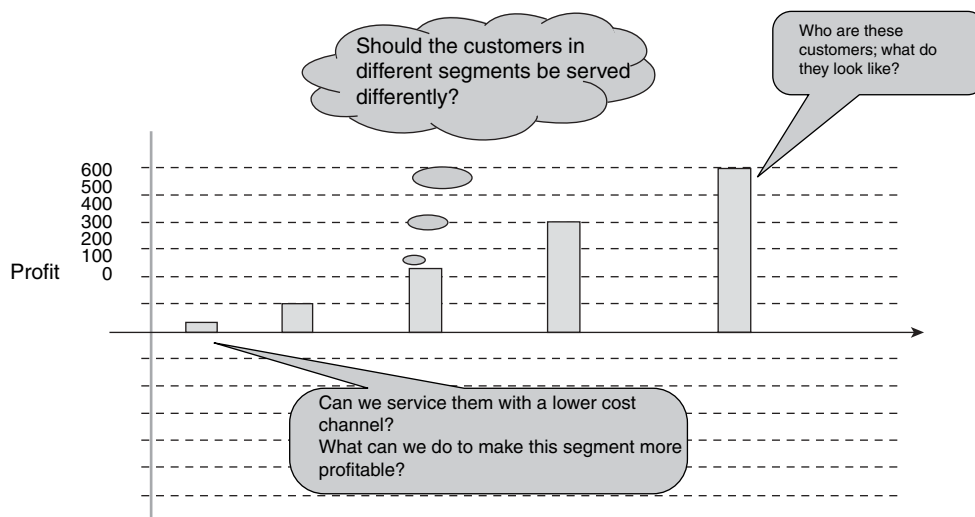 Should the customers in
different segments be served
differently?
Who are these
customers; what do
they look like?
600
500
400
300
200
100
0
Profit
Can we service them with a lower cost
channel?
What can we do to make this segment more
profitable?